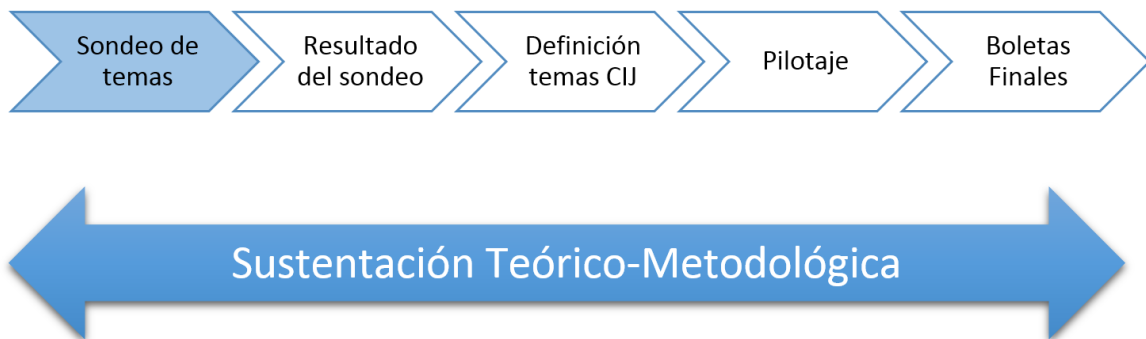 Sondeo de
temas
Resultado
del sondeo
Definición
temas CIJ
Pilotaje
Boletas
Finales
Sustentación Teórico-Metodológica